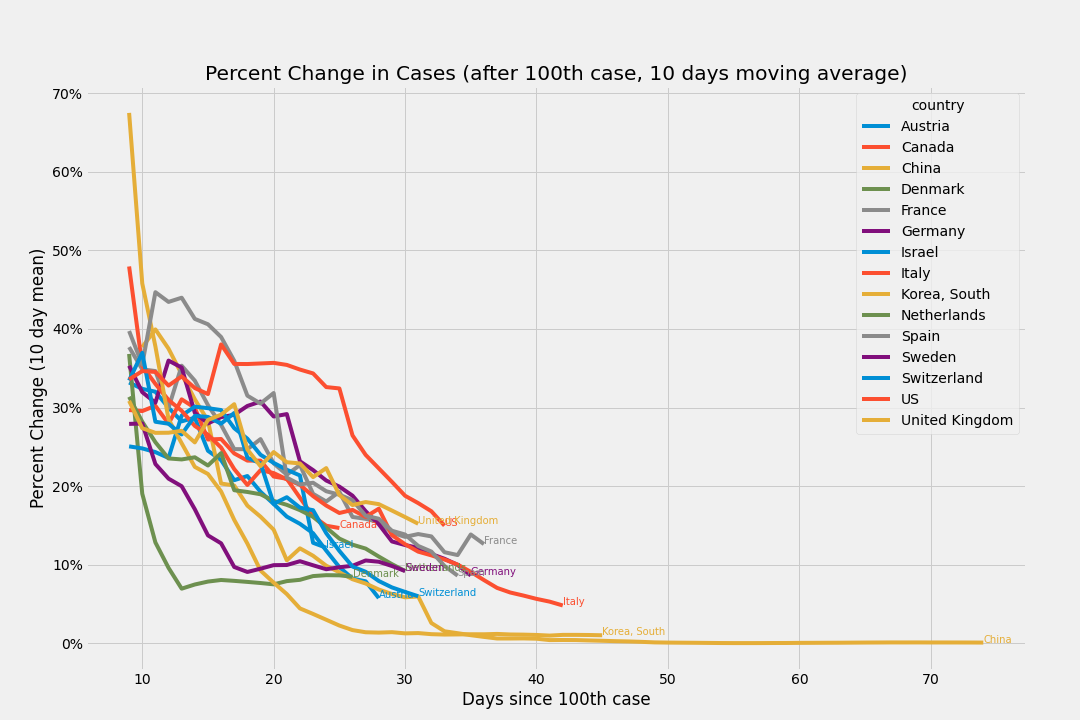 Percent Change in Cases (after 100th case, 10 days moving average)
Percent Change (10 day mean)
70%
60%
50%
40%
30%
20%
10%
0%
country
Austria
Canada
China
Denmark
France
Germany
Israel
Italy
Korea, South
Netherlands
Spain
Sweden
Switzerland
US
United Kingdom
United Kingdom
US
Canada
France
Israel
Sweden
Germany
Denmark
Austria
Switzerland
Italy
Korea, South
China
10
20
30
40
50
60
70
Days since 100th case